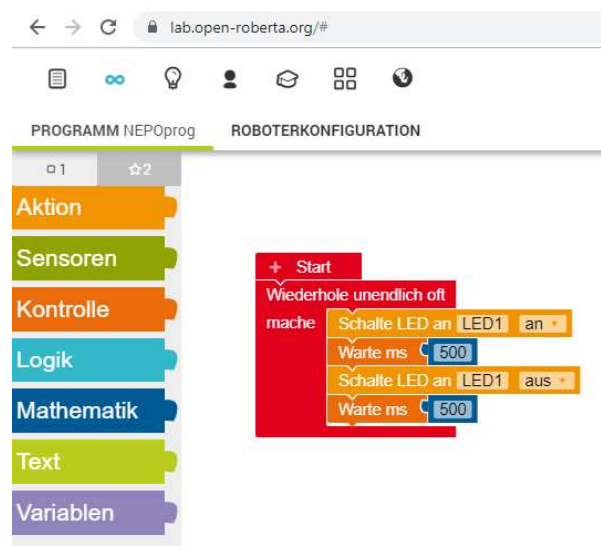 lab.open-roberta.org/#
PROGRAMM NEPOprog ROBOTERKONFIGURATION
1 2
Aktion
Sensoren
Kontrolle
Logik
Mathematik
Text
Variablen
+ Start
Wiederhole unendlich oft
mache Schalte LED an LED1 an
Warte ms 500
Schalte LED an LED1 aus
Warte ms 500